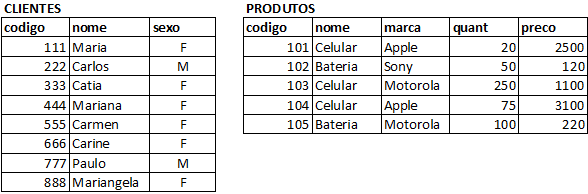 CLIENTES
codigo nome sexo
111 Maria F
222 Carlos M
333 Catia F
444 Mariana F
555 Carmen F
666 Carine F
777 Paulo M
888 Mariangela F
PRODUTOS
codigo nome marca quant preco
101 Celular Apple 20 2500
102 Bateria Sony 50 120
103 Celular Motorola 250 1100
104 Celular Apple 75 3100
105 Bateria Motorola 100 220